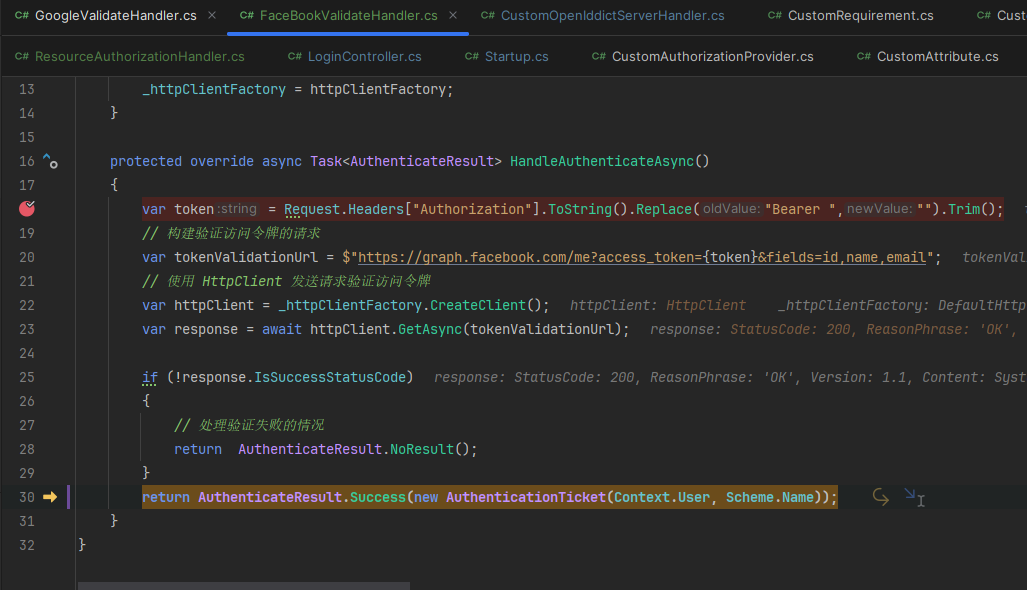 C# GoogleValidateHandler.cs × C# FaceBookValidateHandler.cs × C# CustomOpenIddictServerHandler.cs C# CustomRequirement.cs C# Cust
C# ResourceAuthorizationHandler.cs C# LoginController.cs C# Startup.cs C# CustomAuthorizationProvider.cs C# CustomAttribute.cs
13 _httpClientFactory = httpClientFactory;
14 }
15
16 protected override async Task<AuthenticateResult> HandleAuthenticateAsync()
17 {
var token :string = Request.Headers["Authorization"].ToString().Replace( oldValue: "Bearer ", newValue: "").Trim();
19 // 构建验证访问令牌的请求
20 var tokenValidationUrl = $"https://graph.facebook.com/me?access_token={token}&fields=id,name,email"; tokenVal
21 // 使用 HttpClient 发送请求验证访问令牌
22 var httpClient = _httpClientFactory.CreateClient(); httpClient: HttpClient _httpClientFactory: DefaultHttp
23 var response = await httpClient.GetAsync(tokenValidationUrl); response: StatusCode: 200, ReasonPhrase: 'OK',
24
25 if (!response.IsSuccessStatusCode) response: StatusCode: 200, ReasonPhrase: 'OK', Version: 1.1, Content: Syst
26 {
27 // 处理验证失败的情况
28 return  AuthenticateResult.NoResult();
29 }
30 return AuthenticateResult.Success(new AuthenticationTicket(Context.User, Scheme.Name));
31 }
32 }